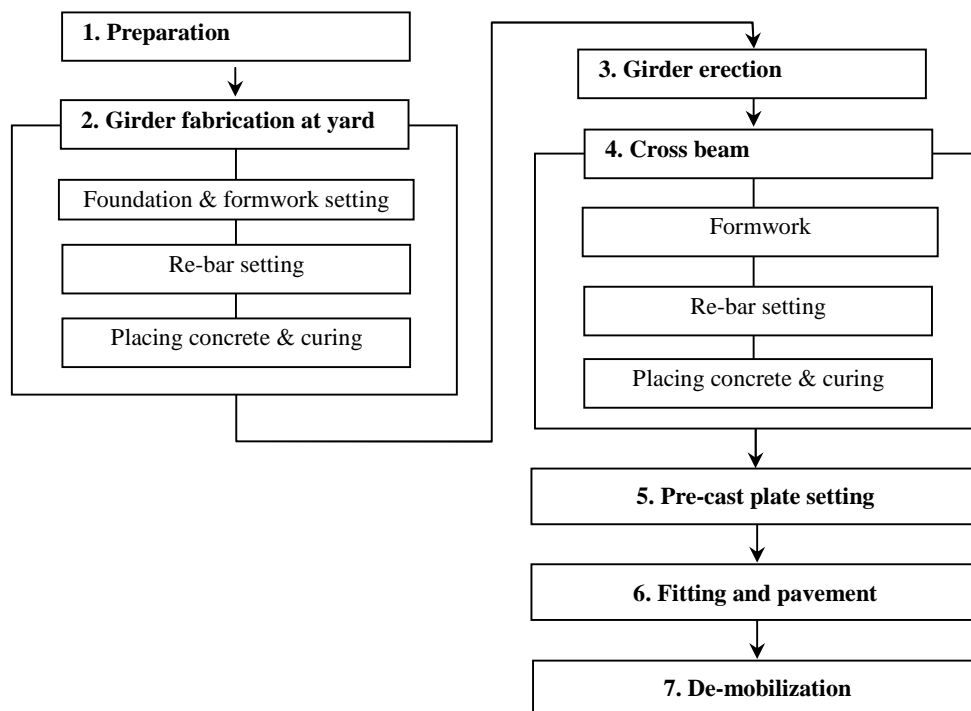 1. Preparation
2. Girder fabrication at yard
Foundation & formwork setting
Re-bar setting
Placing concrete & curing
3. Girder erection
4. Cross beam
Formwork
Re-bar setting
Placing concrete & curing
5. Pre-cast plate setting
6. Fitting and pavement
7. De-mobilization